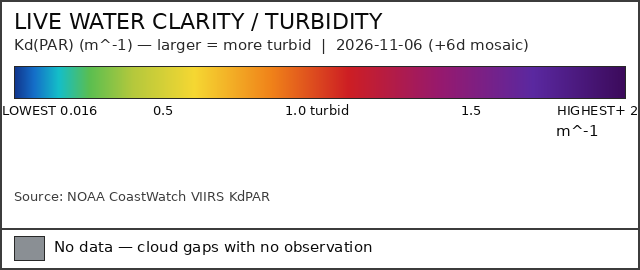 LIVE WATER CLARITY / TURBIDITY
Kd(PAR) (m^-1) — larger = more turbid | 2026-11-06 (+6d mosaic)
LOWEST 0.016 0.5 1.0 turbid 1.5 HIGHEST+ 2
m^-1
Source: NOAA CoastWatch VIIRS KdPAR
No data — cloud gaps with no observation